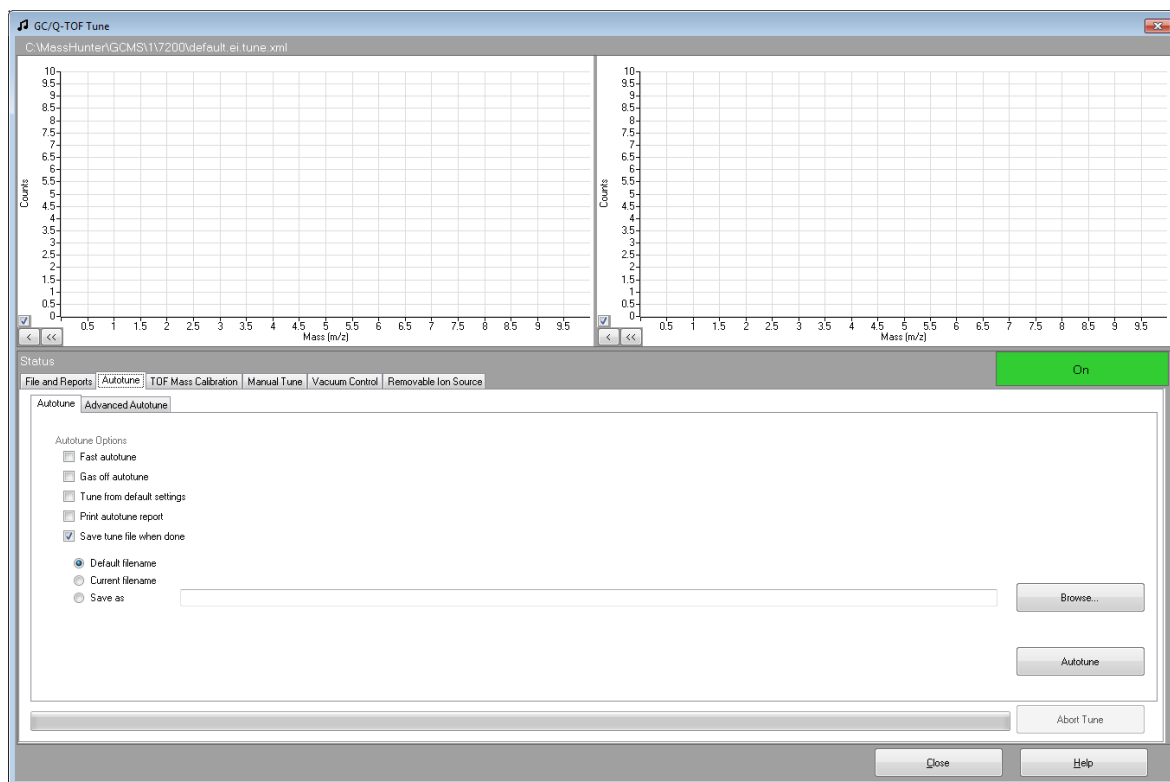 GC/Q-TOF Tune
C:\MassHunter\GCMS\1\7200\default.ei.tune.xml
10
9.5
9
8.5
8
7.5
7
6.5
6
5.5
5
4.5
4
3.5
3
2.5
2
1.5
1
0.5
0
Counts
0.5 1 1.5 2 2.5 3 3.5 4 4.5 5 5.5 6 6.5 7 7.5 8 8.5 9 9.5
< << Mass (m/z)
10
9.5
9
8.5
8
7.5
7
6.5
6
5.5
5
4.5
4
3.5
3
2.5
2
1.5
1
0.5
0
Counts
0.5 1 1.5 2 2.5 3 3.5 4 4.5 5 5.5 6 6.5 7 7.5 8 8.5 9 9.5
< << Mass (m/z)
Status
On
File and Reports Autotune TOF Mass Calibration Manual Tune Vacuum Control Removable Ion Source
Autotune Advanced Autotune
Autotune Options
Fast autotune
Gas off autotune
Tune from default settings
Print autotune report
Save tune file when done
Default filename
Current filename
Save as Browse...
Autotune
Abort Tune
Close Help